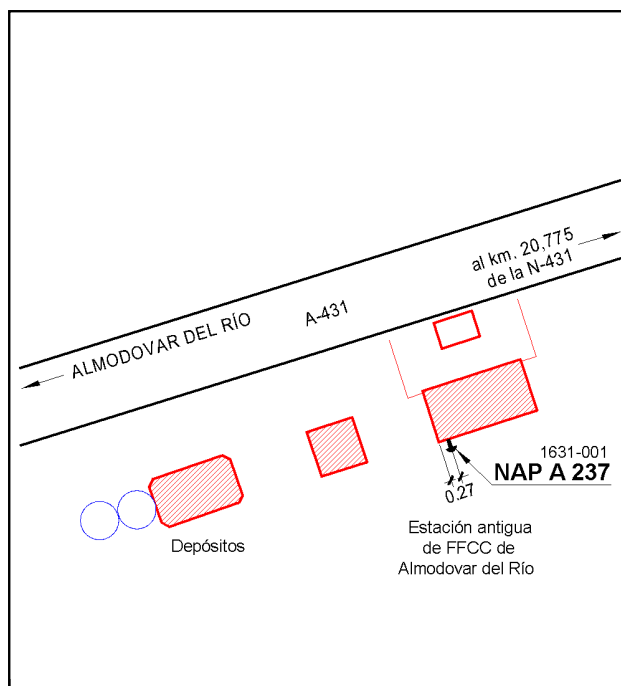 al km. 20,775
de la N-431
A-431
ALMODOVAR DEL RÍO
1631-001
NAP A 237
0.27
Estación antigua
de FFCC de
Almodovar del Río
Depósitos